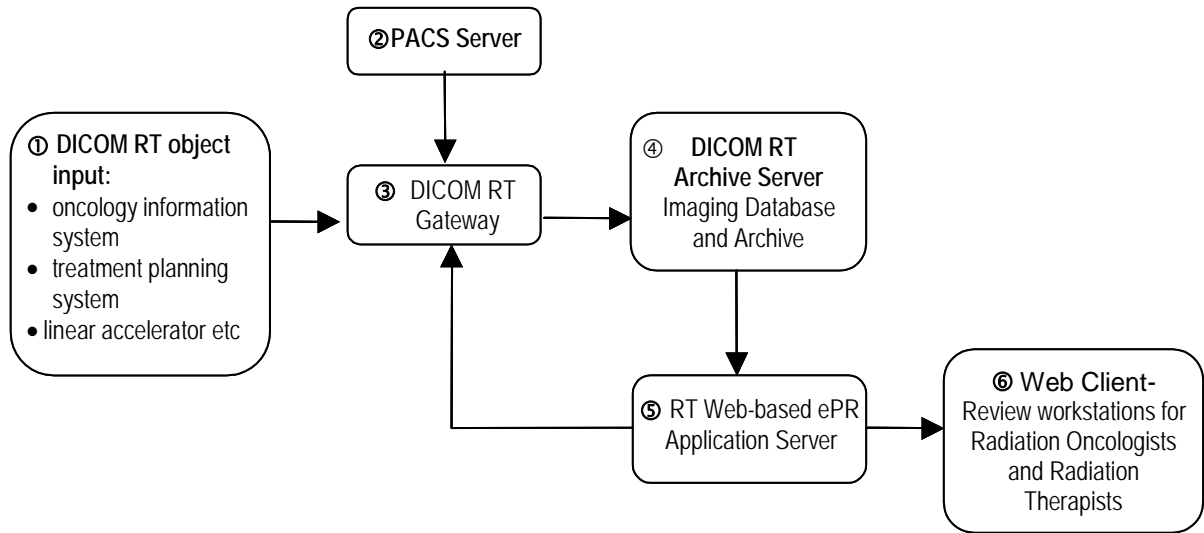 ②PACS Server
① DICOM RT object
input:
• oncology information
system
• treatment planning
system
• linear accelerator etc
③ DICOM RT
Gateway
④ DICOM RT
Archive Server
Imaging Database
and Archive
⑤ RT Web-based ePR
Application Server
⑥ Web Client-
Review workstations for
Radiation Oncologists
and Radiation
Therapists